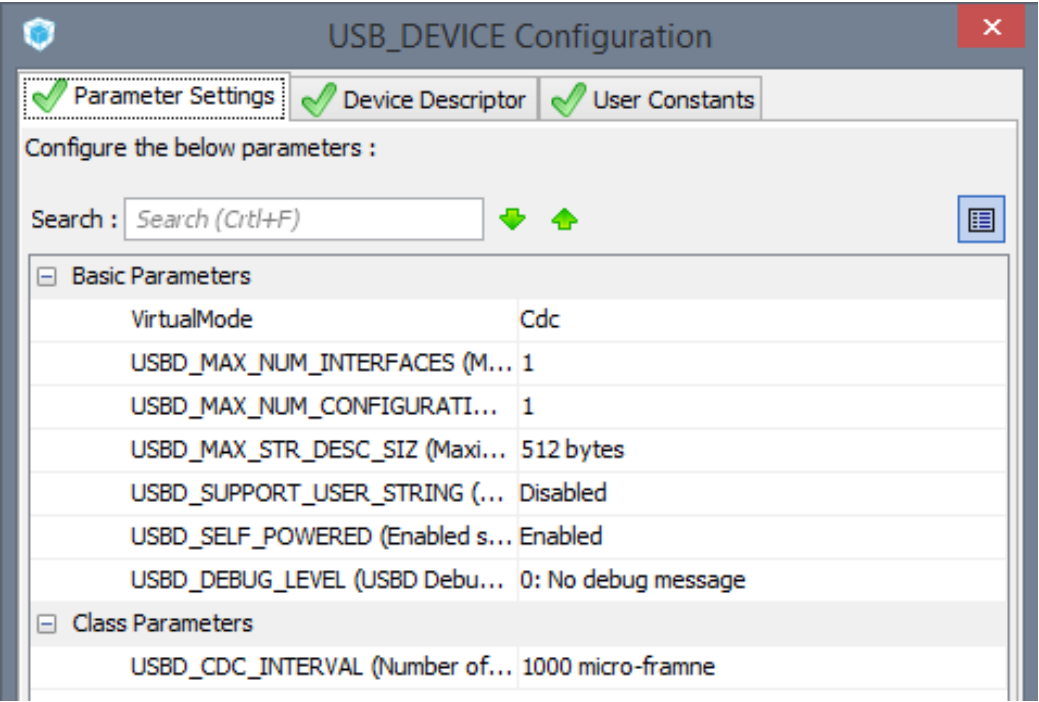 USB_DEVICE Configuration
Parameter Settings Device Descriptor User Constants
Configure the below parameters :
Search : Search (Crtl+F)
Basic Parameters
VirtualMode Cdc
USBD_MAX_NUM_INTERFACES (M... 1
USBD_MAX_NUM_CONFIGURATI... 1
USBD_MAX_STR_DESC_SIZ (Maxi... 512 bytes
USBD_SUPPORT_USER_STRING (... Disabled
USBD_SELF_POWERED (Enabled s... Enabled
USBD_DEBUG_LEVEL (USBD Debu... 0: No debug message
Class Parameters
USBD_CDC_INTERVAL (Number of... 1000 micro-framne